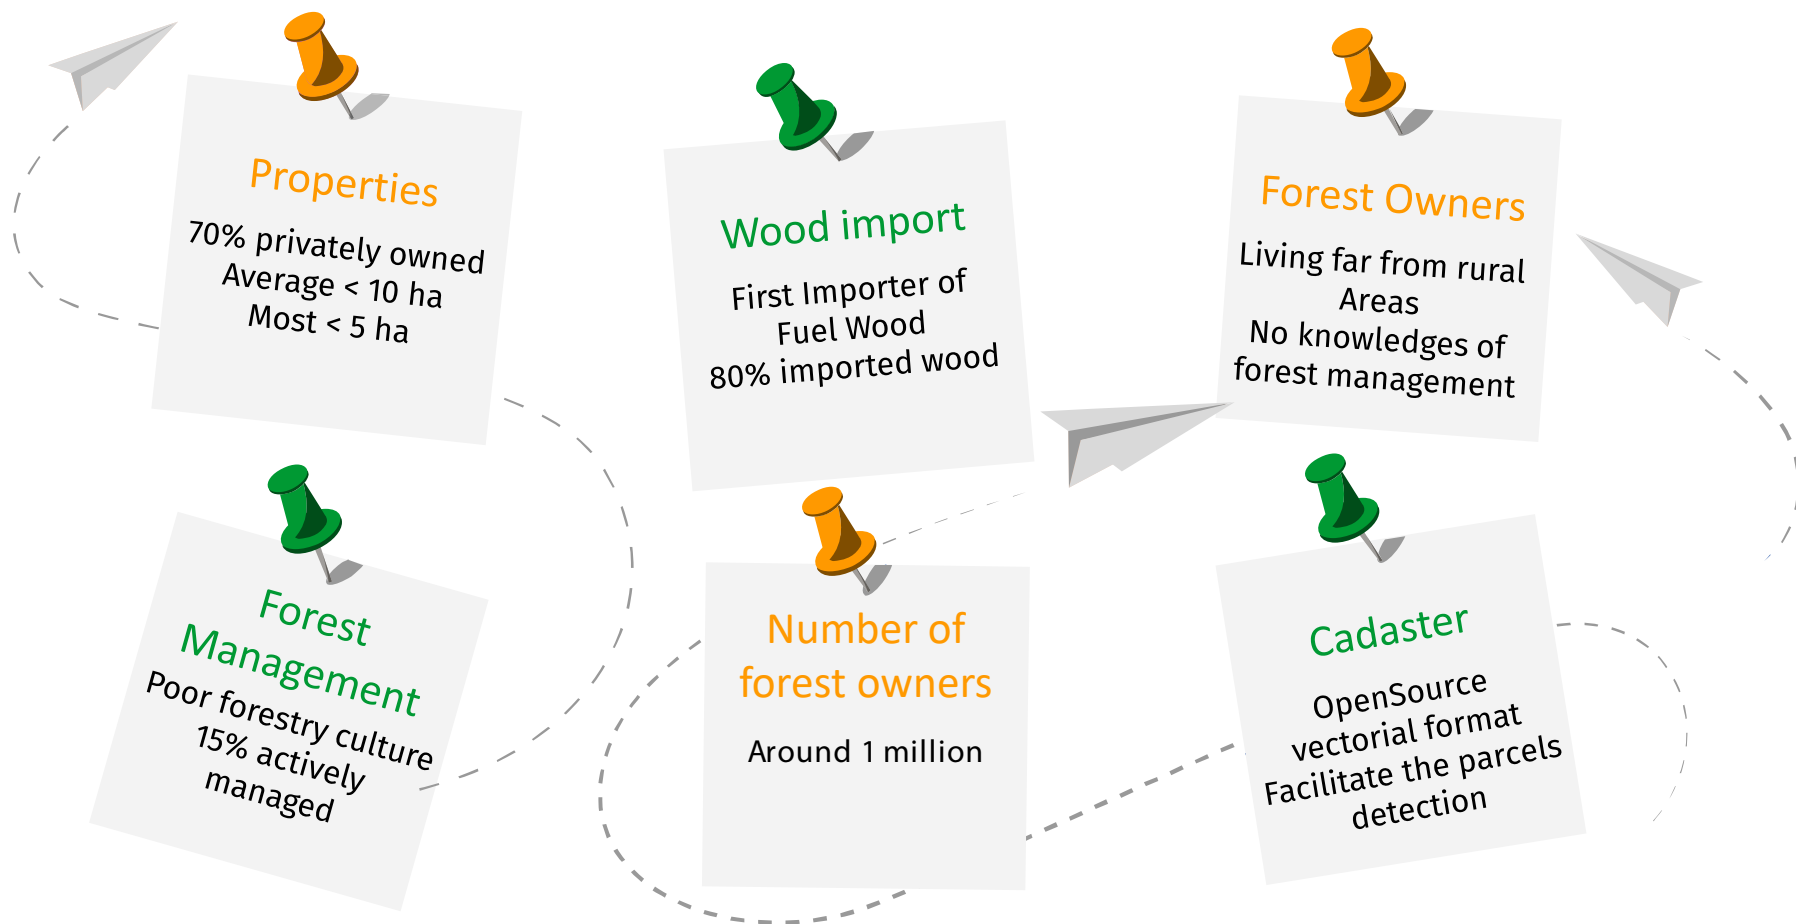 Properties
70% privately owned
Average < 10 ha
Most < 5 ha
Wood import
First Importer of
Fuel Wood
80% imported wood
Forest Owners
Living far from rural
Areas
No knowledges of
forest management
Forest
Management
Poor forestry culture
15% actively
managed
Number of
forest owners
Around 1 million
Cadaster
OpenSource
vectorial format
Facilitate the parcels
detection